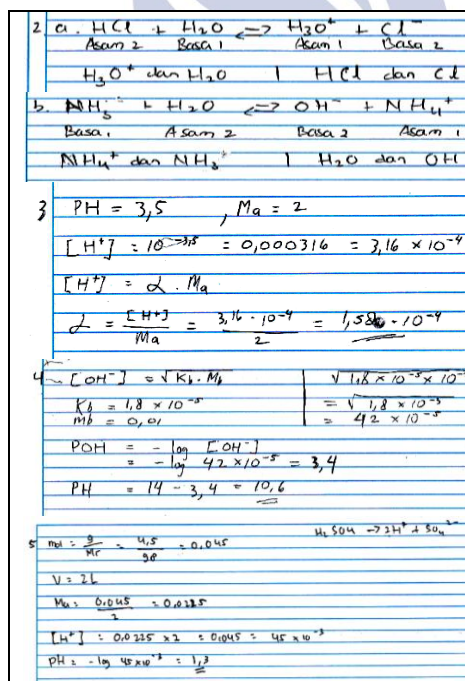 2. a. HCl + H₂O <=> H₃O⁺ + Cl⁻
Asam 2 Basa 1 Asam 1 Basa 2
H₃O⁺ dan H₂O | HCl dan Cl
b. NH₃ + H₂O <=> OH⁻ + NH₄⁺
Basa 1 Asam 2 Basa 2 Asam 1
NH₄⁺ dan NH₃ | H₂O dan OH
3 PH = 3,5 , Ma = 2
[H⁺] = 10⁻³,⁵ = 0,000316 = 3,16 × 10⁻⁴
[H⁺] = α . Ma
α = [H⁺] / Ma = 3,16 . 10⁻⁴ / 2 = 1,58 . 10⁻⁴
4 [OH⁻] = √Kb . Mb √1,8 × 10⁻⁵ × 10
Kb = 1,8 × 10⁻⁵ = √1,8 × 10⁻⁵
Mb = 0,01 = 42 × 10⁻⁵
POH = - log [OH⁻]
= - log 42 × 10⁻⁵ = 3,4
PH = 14 - 3,4 = 10,6
5 mol = g / Mr = 4,5 / 98 = 0,045 H₂SO₄ → 2H⁺ + SO₄²⁻
V = 2L
Ma = 0,045 / 2 = 0,0225
[H⁺] = 0,0225 × 2 = 0,045 = 45 × 10⁻³
PH = - log 45 × 10⁻³ = 1,3